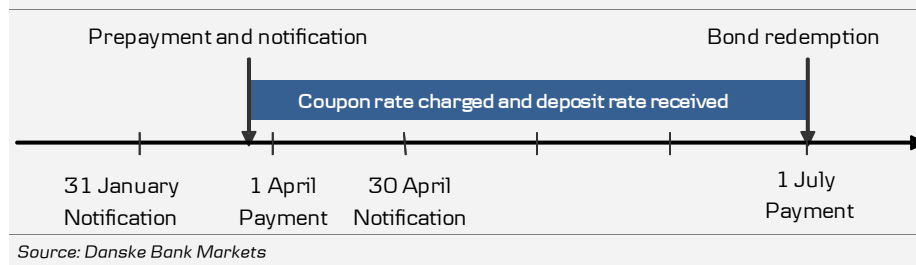 Prepayment and notification
Bond redemption
Coupon rate charged and deposit rate received
31 January
Notification
1 April
Payment
30 April
Notification
1 July
Payment
Source: Danske Bank Markets